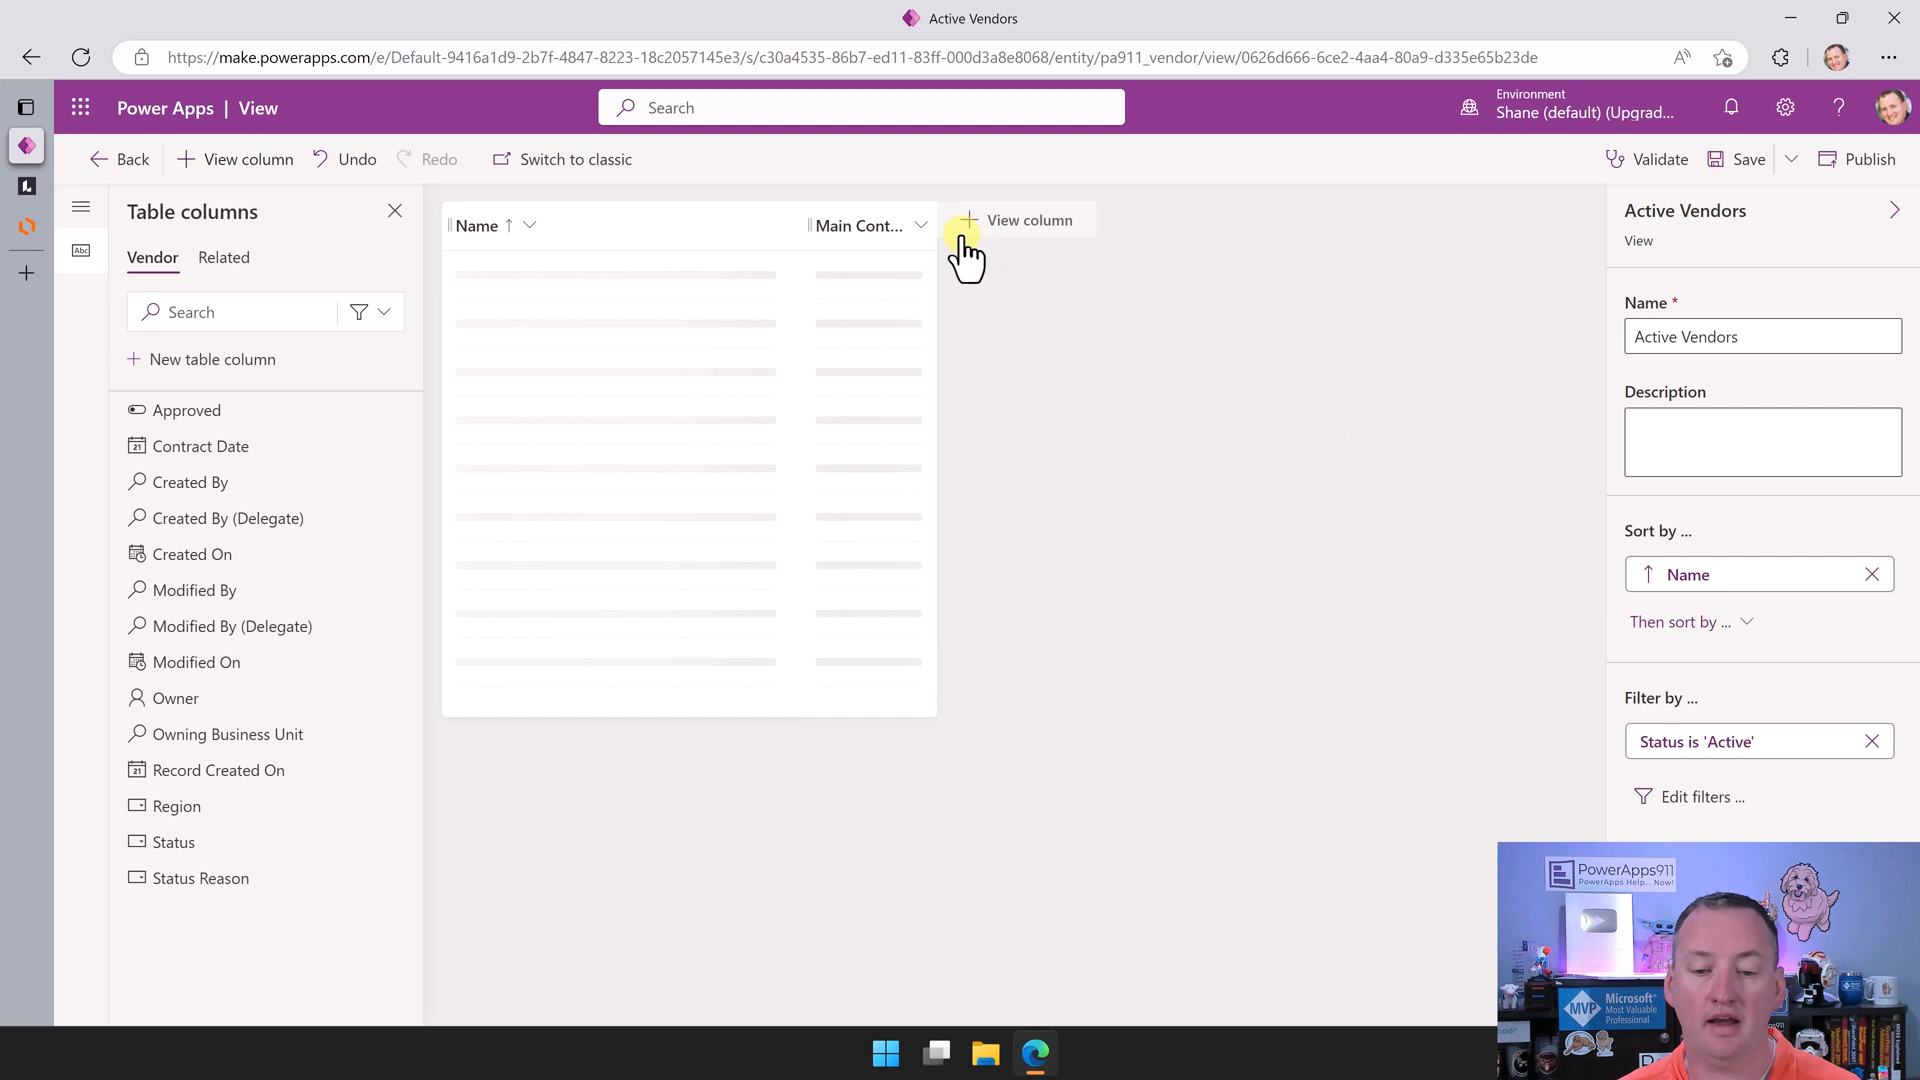 Active Vendors
https://make.powerapps.com/e/Default-9416a1d9-2b7f-4847-8223-18c2057145e3/s/c30a4535-86b7-ed11-83ff-000d3a8e8068/entity/pa911_vendor/view/0626d666-6ce2-4aa4-80a9-d335e65b23de
Power Apps | View
Search
Environment
Shane (default) (Upgrad...
Back
View column
Undo
Redo
Switch to classic
Validate
Save
Publish
Table columns
Vendor
Related
Search
New table column
Abc
Approved
Contract Date
Created By
Created By (Delegate)
Created On
Modified By
Modified By (Delegate)
Modified On
Owner
Owning Business Unit
Record Created On
Region
Status
Status Reason
Name
Main Cont...
View column
Active Vendors
View
Name *
Active Vendors
Description
Sort by ...
Name
Then sort by ...
Filter by ...
Status is 'Active'
Edit filters ...
PowerApps911
PowerApps Help... Now!
MVP
Microsoft®
Most Valuable
Professional